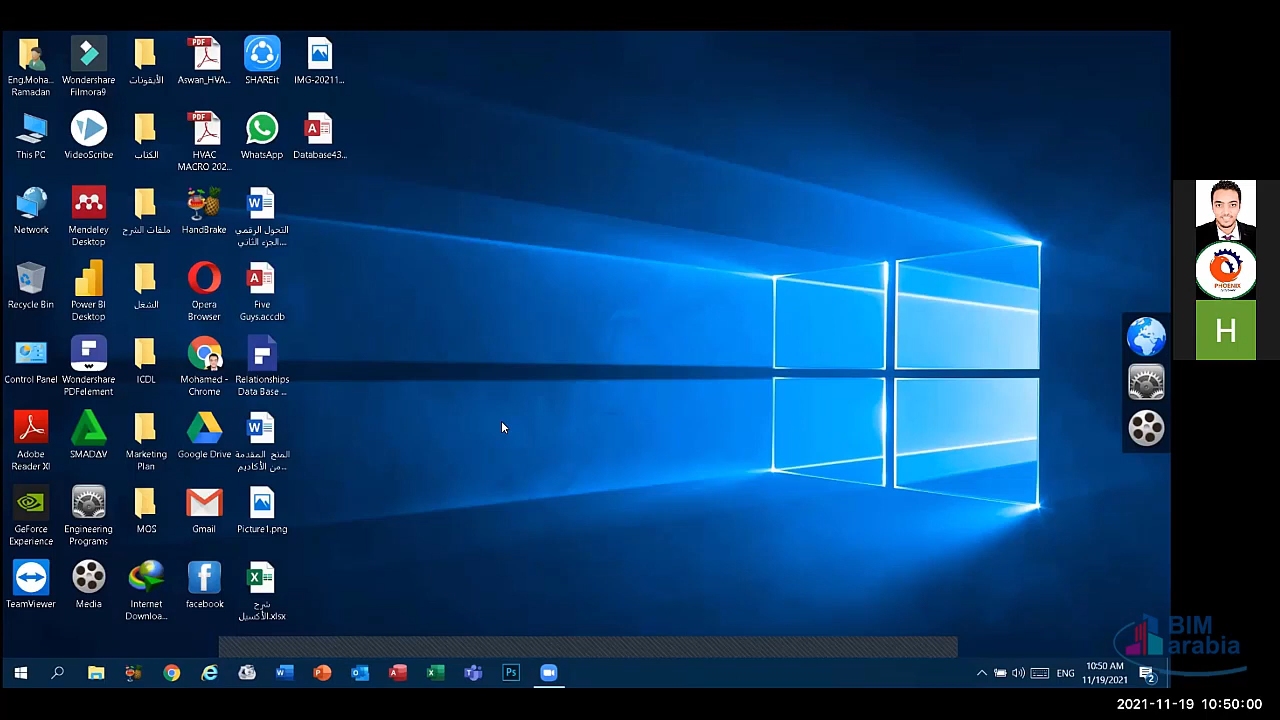 Eng.Moha...
Ramadan
Wondershare
Filmora9
الأيقونات
PDF
Aswan_HVA...
SHAREit
IMG-20211...
This PC
VideoScribe
الكتاب
PDF
HVAC
MACRO 202...
WhatsApp
Database43...
Network
Mendeley
Desktop
ملفات الشرح
HandBrake
التحول الرقمي
الجزء الثاني...
Recycle Bin
Power BI
Desktop
الشغل
Opera
Browser
Five
Guys.accdb
Control Panel
Wondershare
PDFelement
ICDL
Mohamed -
Chrome
Relationships
Data Base ...
Adobe
Reader XI
SMADΔV
Marketing
Plan
Google Drive
المنح المقدمة
من الأكاديم...
GeForce
Experience
Engineering
Programs
MOS
Gmail
Picture1.png
TeamViewer
Media
Internet
Downloa...
facebook
شرح
الأكسيل.xlsx
PHOENIX
H
BIM
arabia
ENG
10:50 AM
11/19/2021
2
2021-11-19 10:50:00